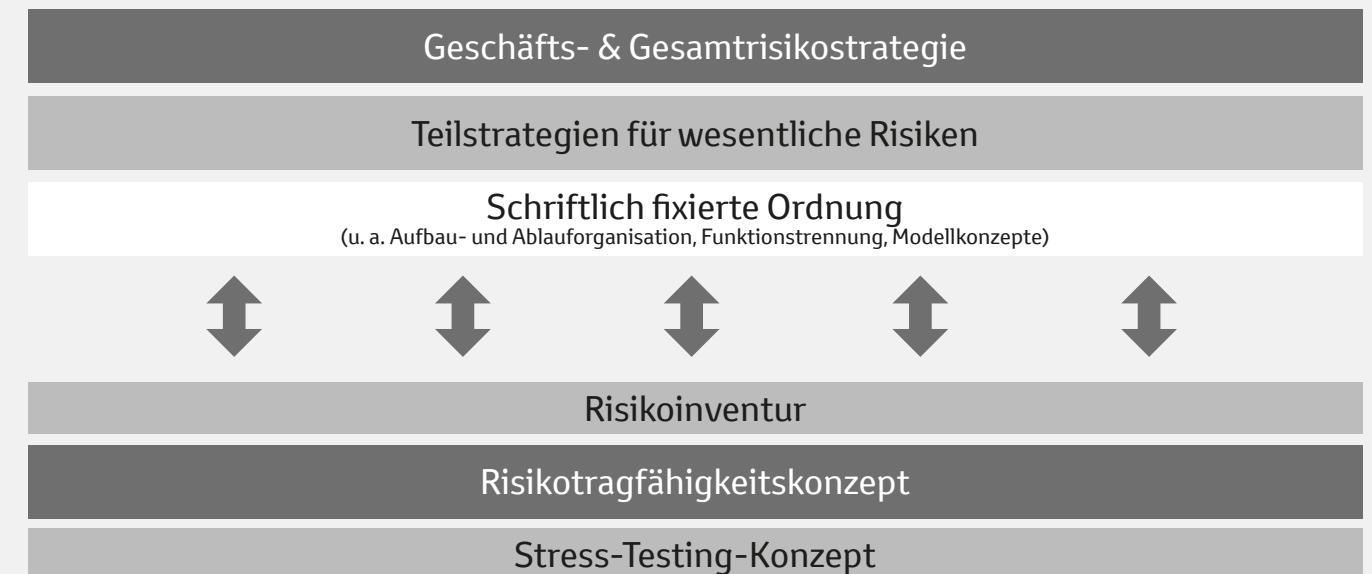 Geschäfts- & Gesamtrisikostrategie
Teilstrategien für wesentliche Risiken
Schriftlich fixierte Ordnung
(u. a. Aufbau- und Ablauforganisation, Funktionstrennung, Modellkonzepte)
Risikoinventur
Risikotragfähigkeitskonzept
Stress-Testing-Konzept